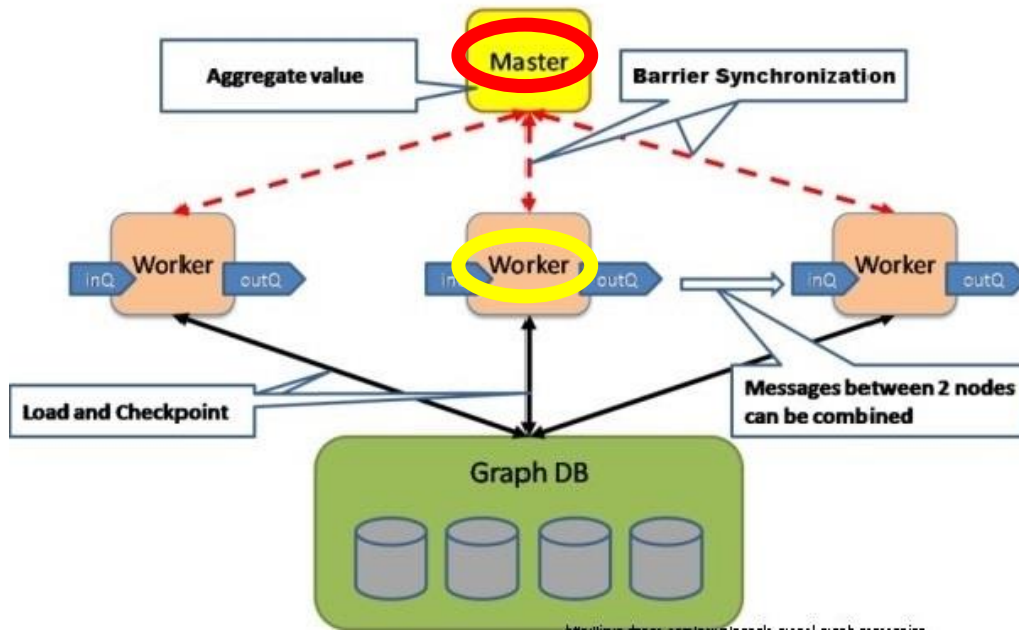 Master
Aggregate value
Barrier Synchronization
Worker
inQ
outQ
Worker
outQ
Worker
inQ
outQ
Load and Checkpoint
Messages between 2 nodes
can be combined
Graph DB